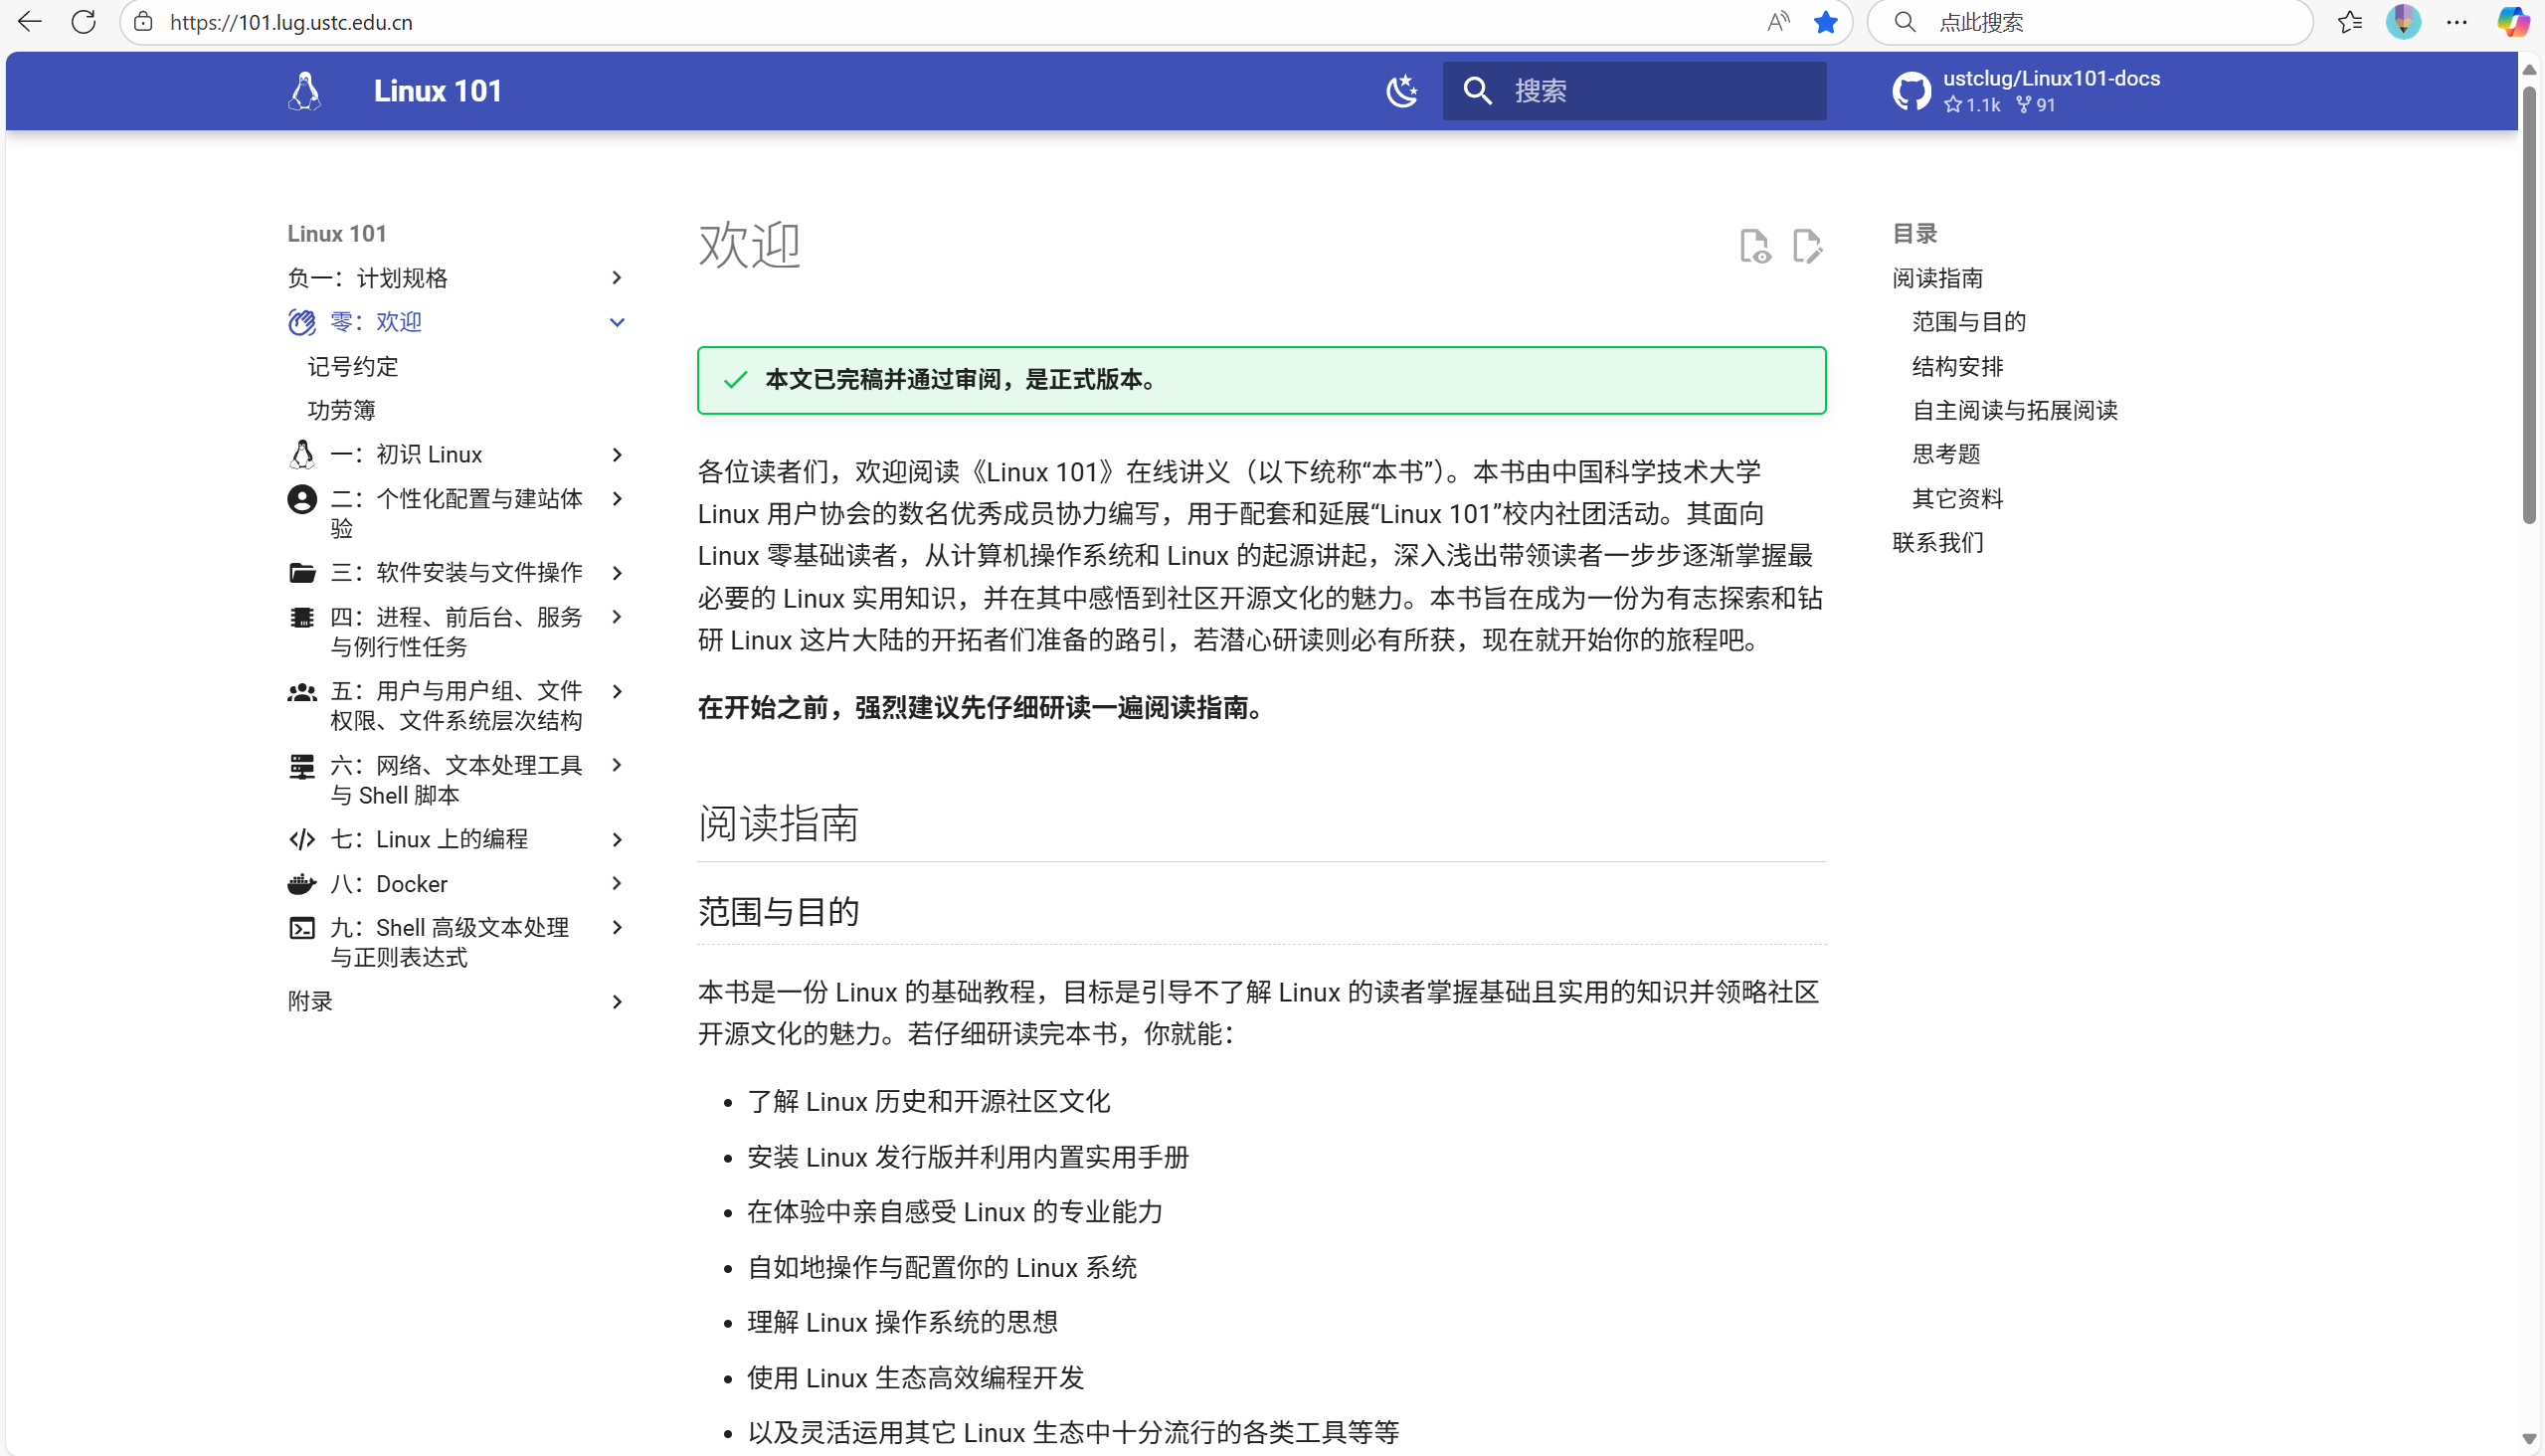 https://101.lug.ustc.edu.cn
点此搜索
Linux 101
搜索
ustclug/Linux101-docs
1.1k 91
Linux 101
负一：计划规格
零：欢迎
记号约定
功劳簿
一：初识 Linux
二：个性化配置与建站体
验
三：软件安装与文件操作
四：进程、前后台、服务
与例行性任务
五：用户与用户组、文件
权限、文件系统层次结构
六：网络、文本处理工具
与 Shell 脚本
七：Linux 上的编程
八：Docker
九：Shell 高级文本处理
与正则表达式
附录
欢迎
本文已完稿并通过审阅，是正式版本。
各位读者们，欢迎阅读《Linux 101》在线讲义（以下统称“本书”）。本书由中国科学技术大学
Linux 用户协会的数名优秀成员协力编写，用于配套和延展“Linux 101”校内社团活动。其面向
Linux 零基础读者，从计算机操作系统和 Linux 的起源讲起，深入浅出带领读者一步步逐渐掌握最
必要的 Linux 实用知识，并在其中感悟到社区开源文化的魅力。本书旨在成为一份为有志探索和钻
研 Linux 这片大陆的开拓者们准备的路引，若潜心研读则必有所获，现在就开始你的旅程吧。
在开始之前，强烈建议先仔细研读一遍阅读指南。
阅读指南
范围与目的
本书是一份 Linux 的基础教程，目标是引导不了解 Linux 的读者掌握基础且实用的知识并领略社区
开源文化的魅力。若仔细研读完本书，你就能：
了解 Linux 历史和开源社区文化
安装 Linux 发行版并利用内置实用手册
在体验中亲自感受 Linux 的专业能力
自如地操作与配置你的 Linux 系统
理解 Linux 操作系统的思想
使用 Linux 生态高效编程开发
以及灵活运用其它 Linux 生态中十分流行的各类工具等等
目录
阅读指南
范围与目的
结构安排
自主阅读与拓展阅读
思考题
其它资料
联系我们